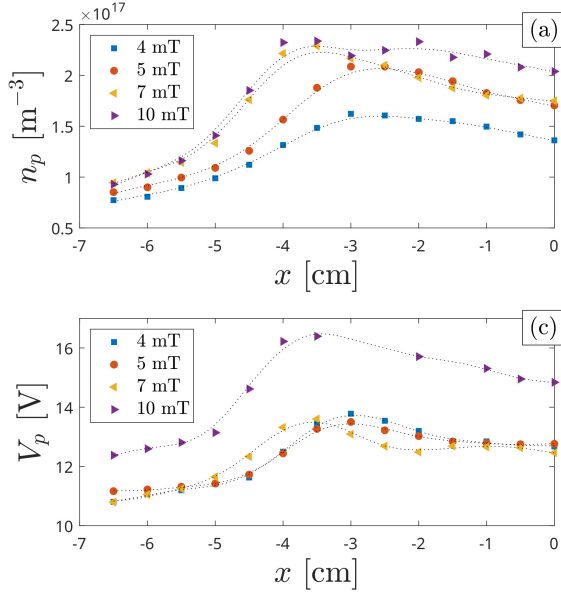 ×10¹⁷
2.5
2
1.5
1
0.5
n_p [m⁻³]
4 mT
5 mT
7 mT
10 mT
(a)
-7 -6 -5 -4 -3 -2 -1 0
x [cm]
16
14
12
10
V_p [V]
4 mT
5 mT
7 mT
10 mT
(c)
-7 -6 -5 -4 -3 -2 -1 0
x [cm]